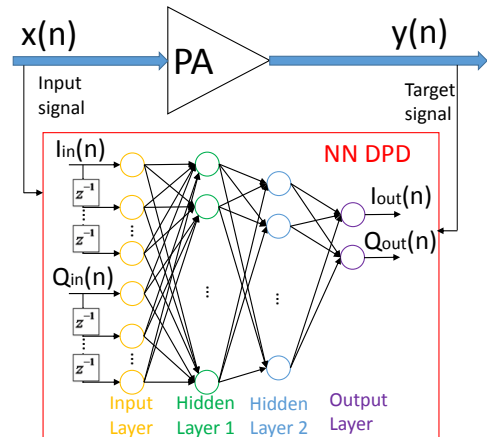 x(n)
y(n)
PA
Input
signal
Target
signal
NN DPD
Iin(n)
z⁻¹
...
z⁻¹
...
Qin(n)
z⁻¹
...
z⁻¹
...
...
...
Iout(n)
Qout(n)
Input
Layer
Hidden
Layer 1
Hidden
Layer 2
Output
Layer